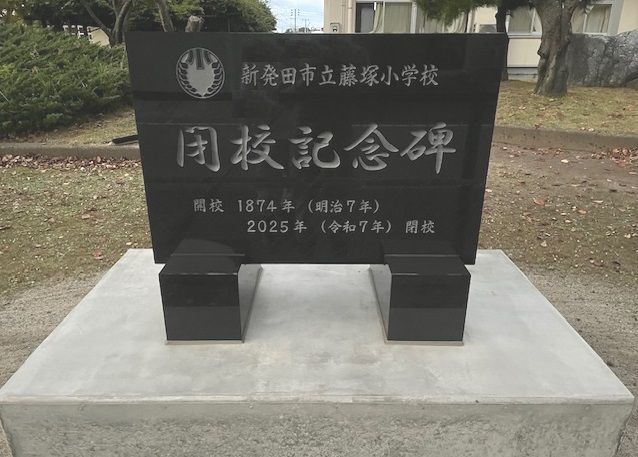 新発田市立藤塚小学校
閉校記念碑
開校 1874年（明治7年）
2025年（令和7年）閉校